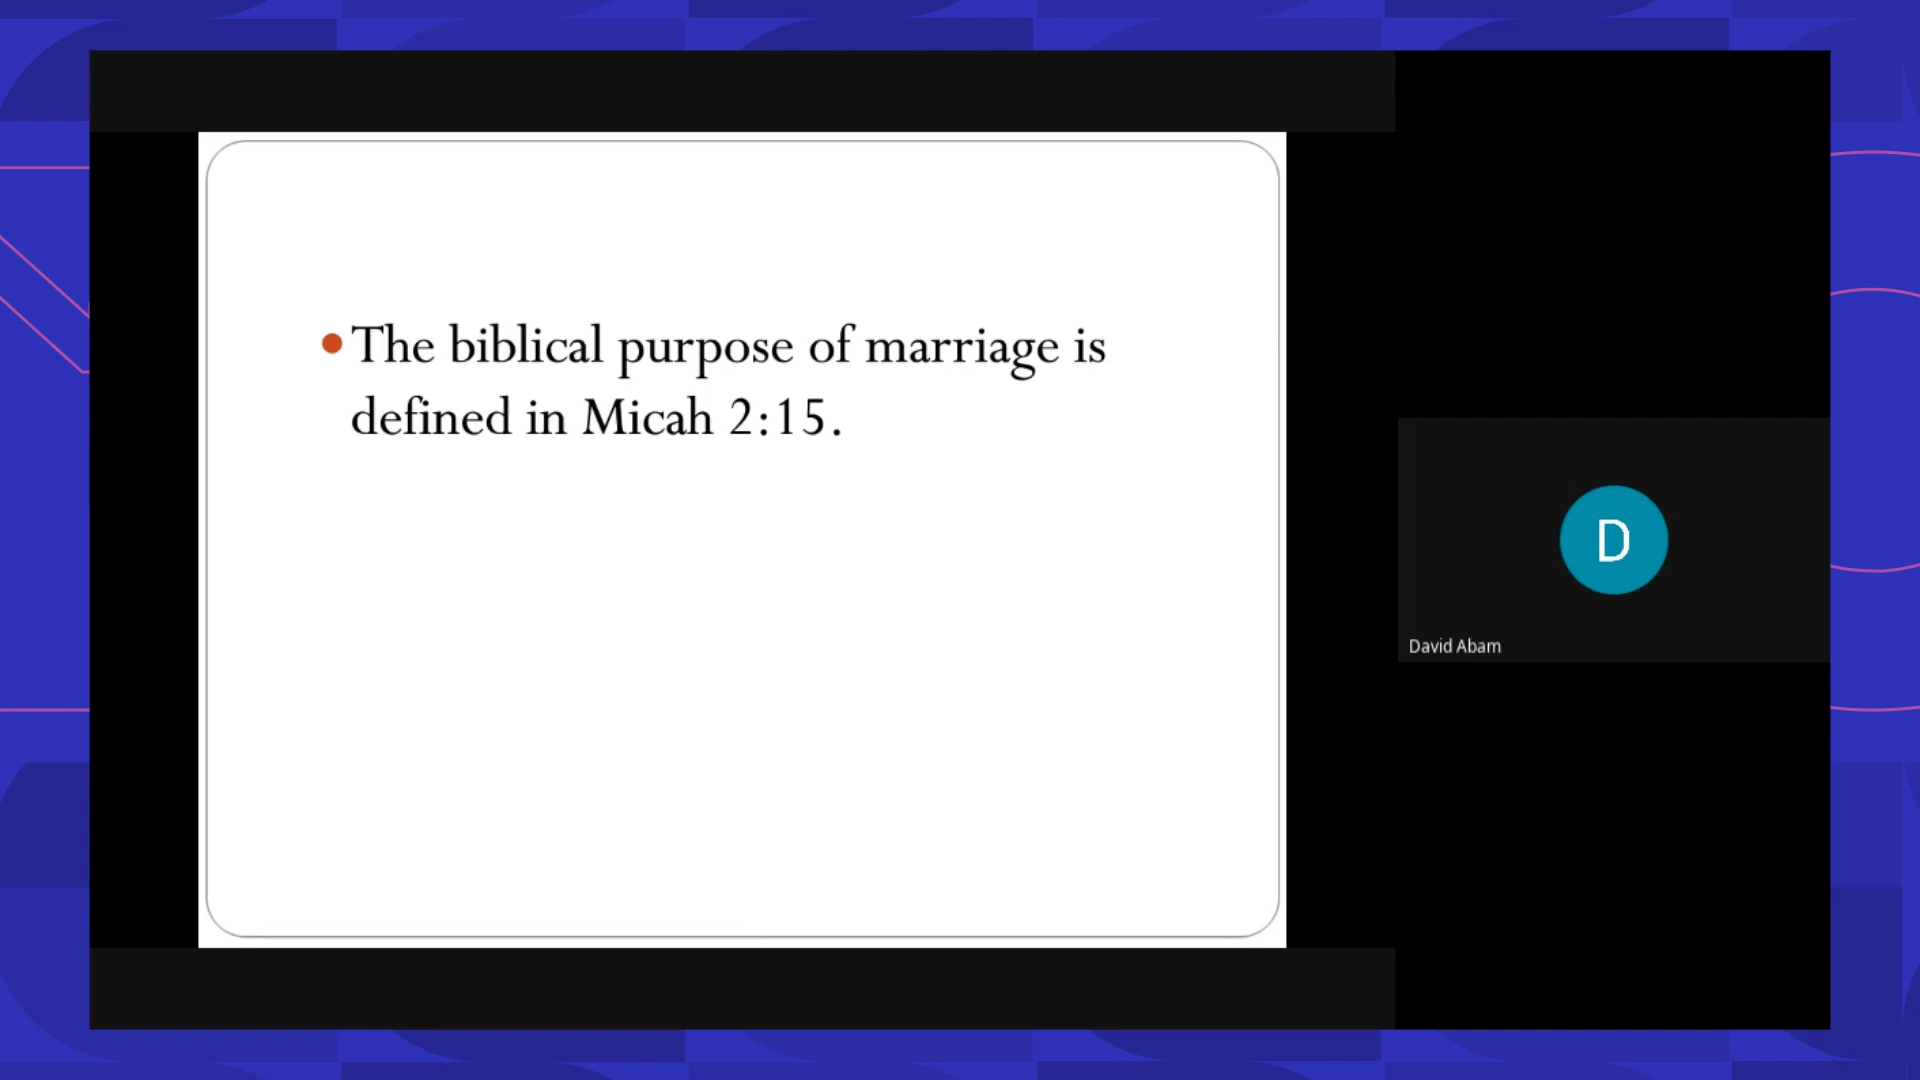 The biblical purpose of marriage is
defined in Micah 2:15.
D
David Abam